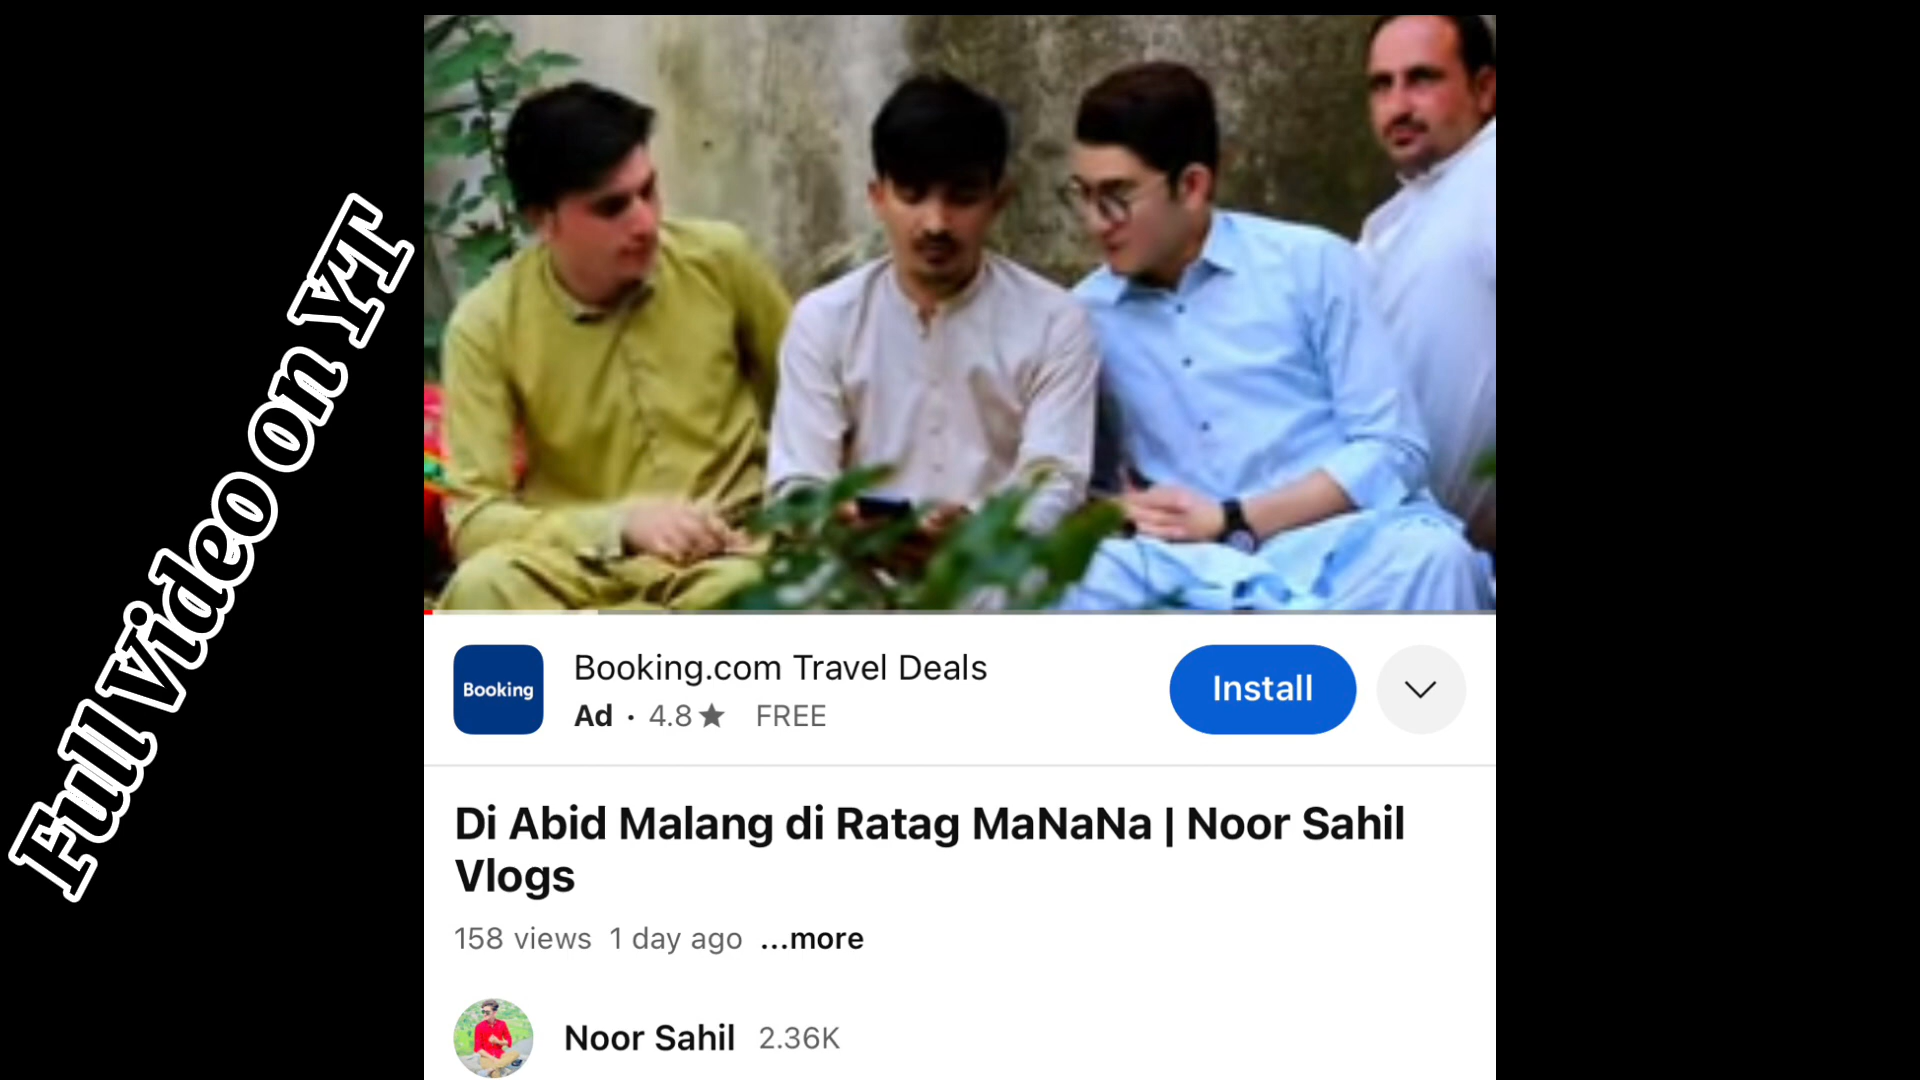 Full Video on YT
Booking
Booking.com Travel Deals
Ad · 4.8★ FREE
Install
Di Abid Malang di Ratag MaNaNa | Noor Sahil
Vlogs
158 views 1 day ago ...more
Noor Sahil 2.36K